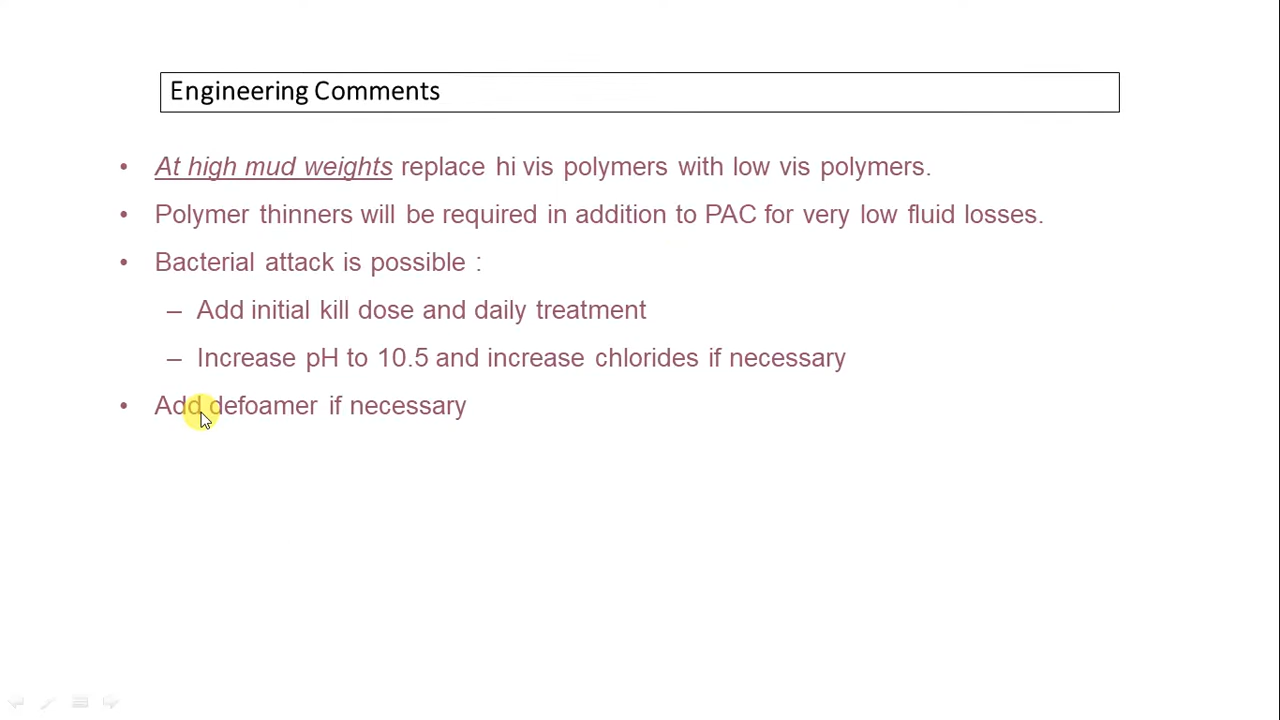 Engineering Comments
• At high mud weights replace hi vis polymers with low vis polymers.
• Polymer thinners will be required in addition to PAC for very low fluid losses.
• Bacterial attack is possible :
– Add initial kill dose and daily treatment
– Increase pH to 10.5 and increase chlorides if necessary
• Add defoamer if necessary